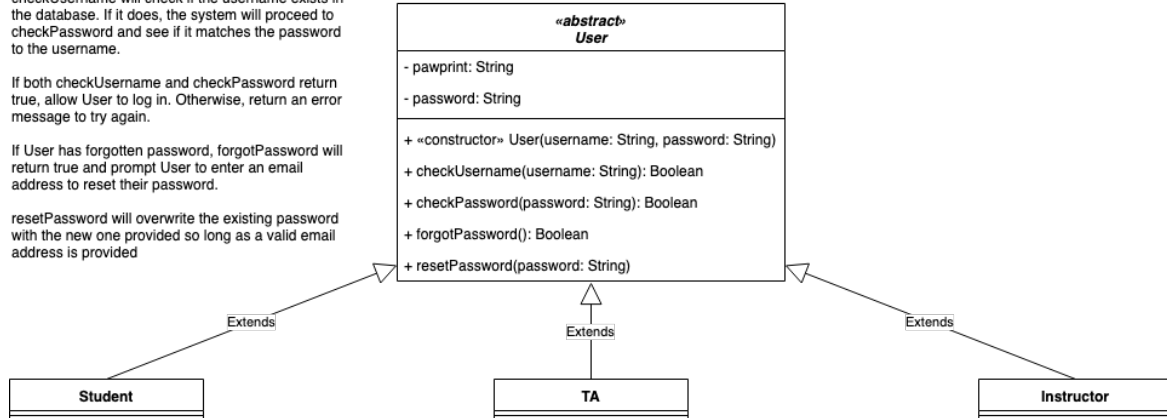 checkUsername will check if the username exists in
the database. If it does, the system will proceed to
checkPassword and see if it matches the password
to the username.
If both checkUsername and checkPassword return
true, allow User to log in. Otherwise, return an error
message to try again.
If User has forgotten password, forgotPassword will
return true and prompt User to enter an email
address to reset their password.
resetPassword will overwrite the existing password
with the new one provided so long as a valid email
address is provided
«abstract»
User
- pawprint: String
- password: String
+ «constructor» User(username: String, password: String)
+ checkUsername(username: String): Boolean
+ checkPassword(password: String): Boolean
+ forgotPassword(): Boolean
+ resetPassword(password: String)
Extends
Extends
Extends
Student
TA
Instructor